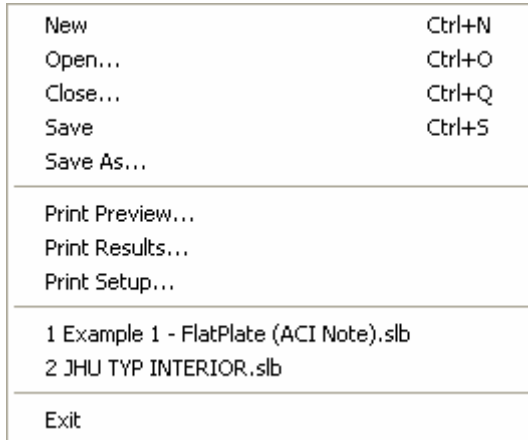 New Ctrl+N
Open... Ctrl+O
Close... Ctrl+Q
Save Ctrl+S
Save As...
Print Preview...
Print Results...
Print Setup...
1 Example 1 - FlatPlate (ACI Note).slb
2 JHU TYP INTERIOR.slb
Exit